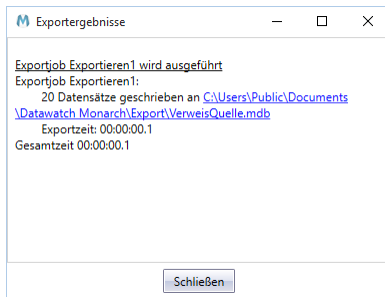 Exportergebnisse
Exportjob Exportieren1 wird ausgeführt
Exportjob Exportieren1:
20 Datensätze geschrieben an C:\Users\Public\Documents
\Datawatch Monarch\Export\VerweisQuelle.mdb
Exportzeit: 00:00:00.1
Gesamtzeit 00:00:00.1
Schließen